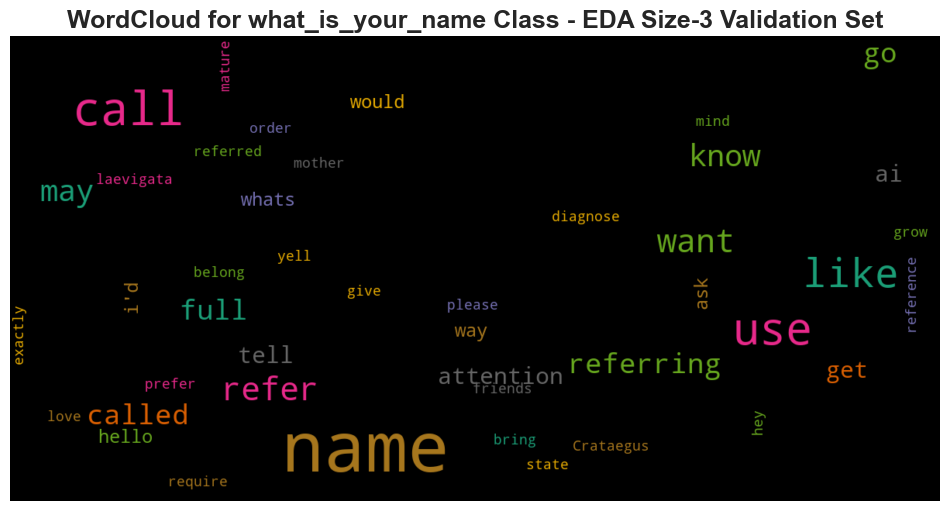 WordCloud for what_is_your_name Class - EDA Size-3 Validation Set
go
mature
call
would
mind
order
referred
know
mother
ai
may
laevigata
whats
diagnose
want
grow
yell
like
belong
i'd
give
ask
reference
full
please
use
exactly
way
tell
referring
get
attention
prefer
refer
friends
love
called
hey
hello
name
bring
Crataegus
state
require